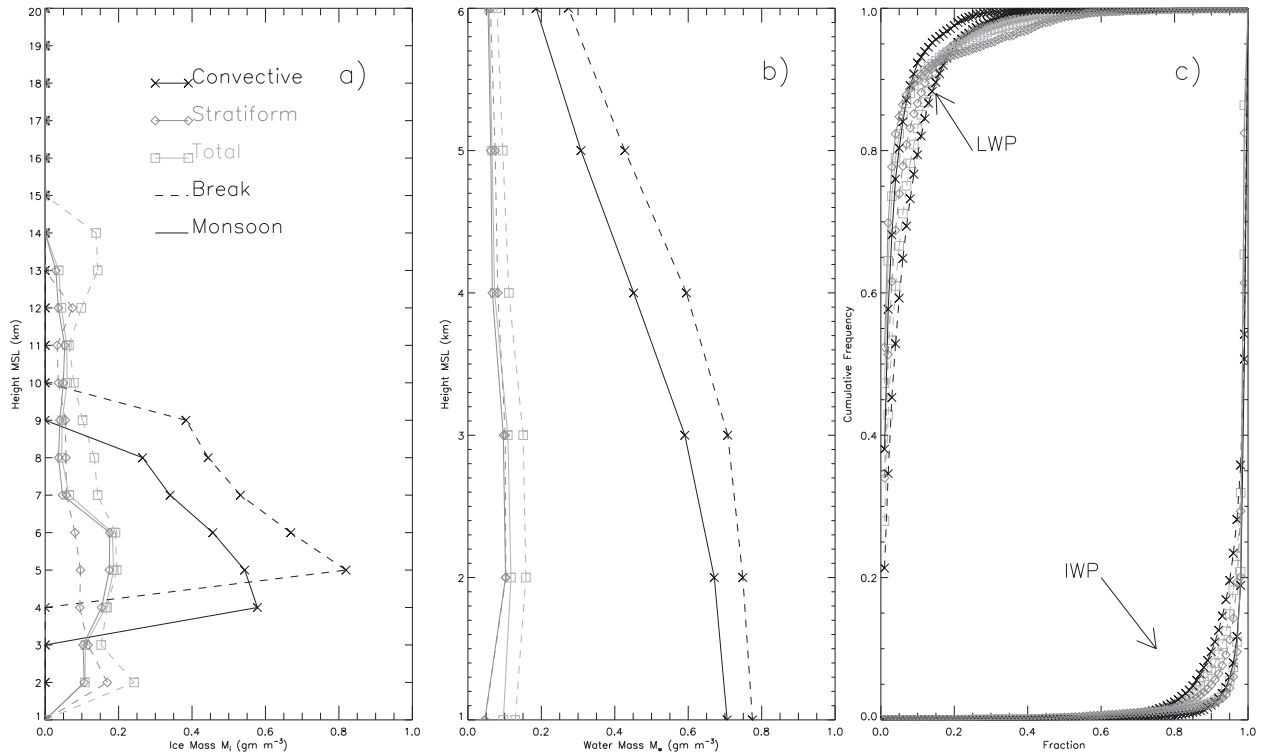 20
19
18
17
16
15
14
13
12
11
10
9
8
7
6
5
4
3
2
1
Height MSL (km)
a)
Convective
Stratiform
Total
Break
Monsoon
0.0 0.2 0.4 0.6 0.8 1.0
Ice Mass Mᵢ (gm m⁻³)
6
5
4
3
2
1
Height MSL (km)
b)
0.0 0.2 0.4 0.6 0.8 1.0
Water Mass M_w (gm m⁻³)
1.0
0.8
0.6
0.4
0.2
0.0
Cumulative Frequency
c)
LWP
IWP
0.0 0.2 0.4 0.6 0.8 1.0
Fraction